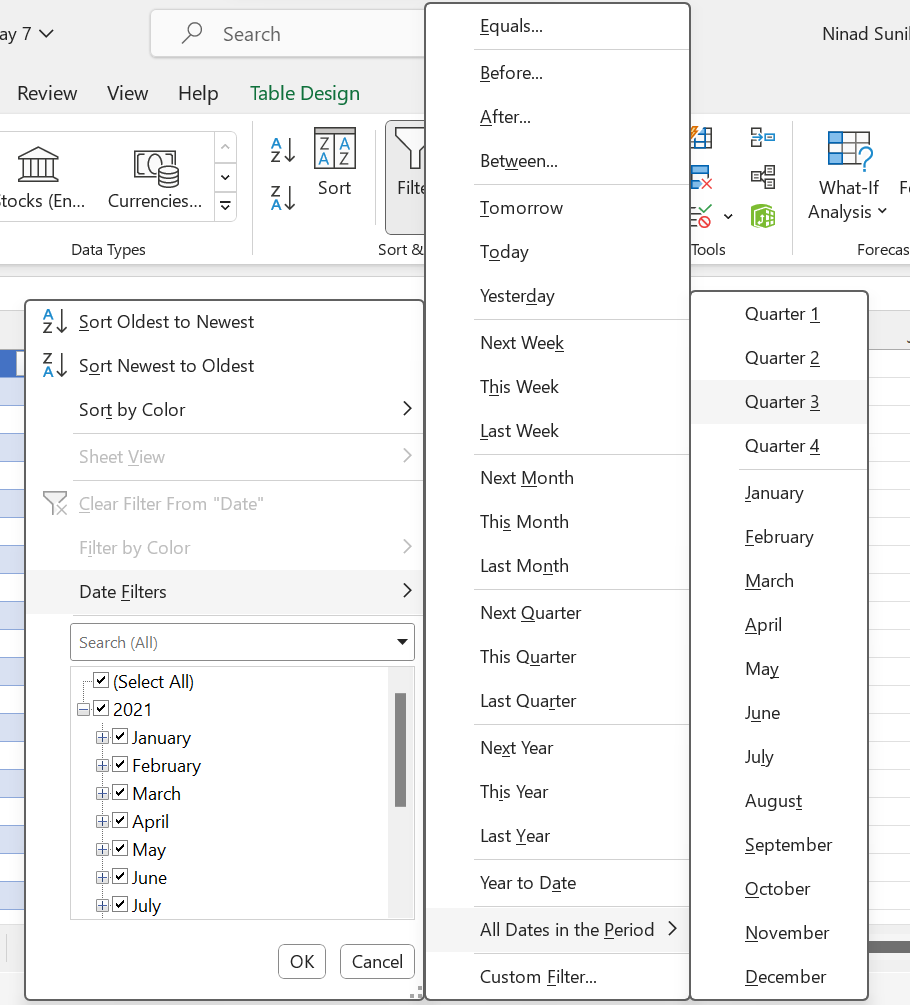 ay 7
Search
Ninad Suni
Review
View
Help
Table Design
Stocks (En...
Currencies...
Data Types
Sort
Filte
Sort &
Tools
What-If
Analysis
Forecas
Sort Oldest to Newest
Sort Newest to Oldest
Sort by Color
Sheet View
Clear Filter From "Date"
Filter by Color
Date Filters
Search (All)
(Select All)
2021
January
February
March
April
May
June
July
OK
Cancel
Equals...
Before...
After...
Between...
Tomorrow
Today
Yesterday
Next Week
This Week
Last Week
Next Month
This Month
Last Month
Next Quarter
This Quarter
Last Quarter
Next Year
This Year
Last Year
Year to Date
All Dates in the Period
Custom Filter...
Quarter 1
Quarter 2
Quarter 3
Quarter 4
January
February
March
April
May
June
July
August
September
October
November
December